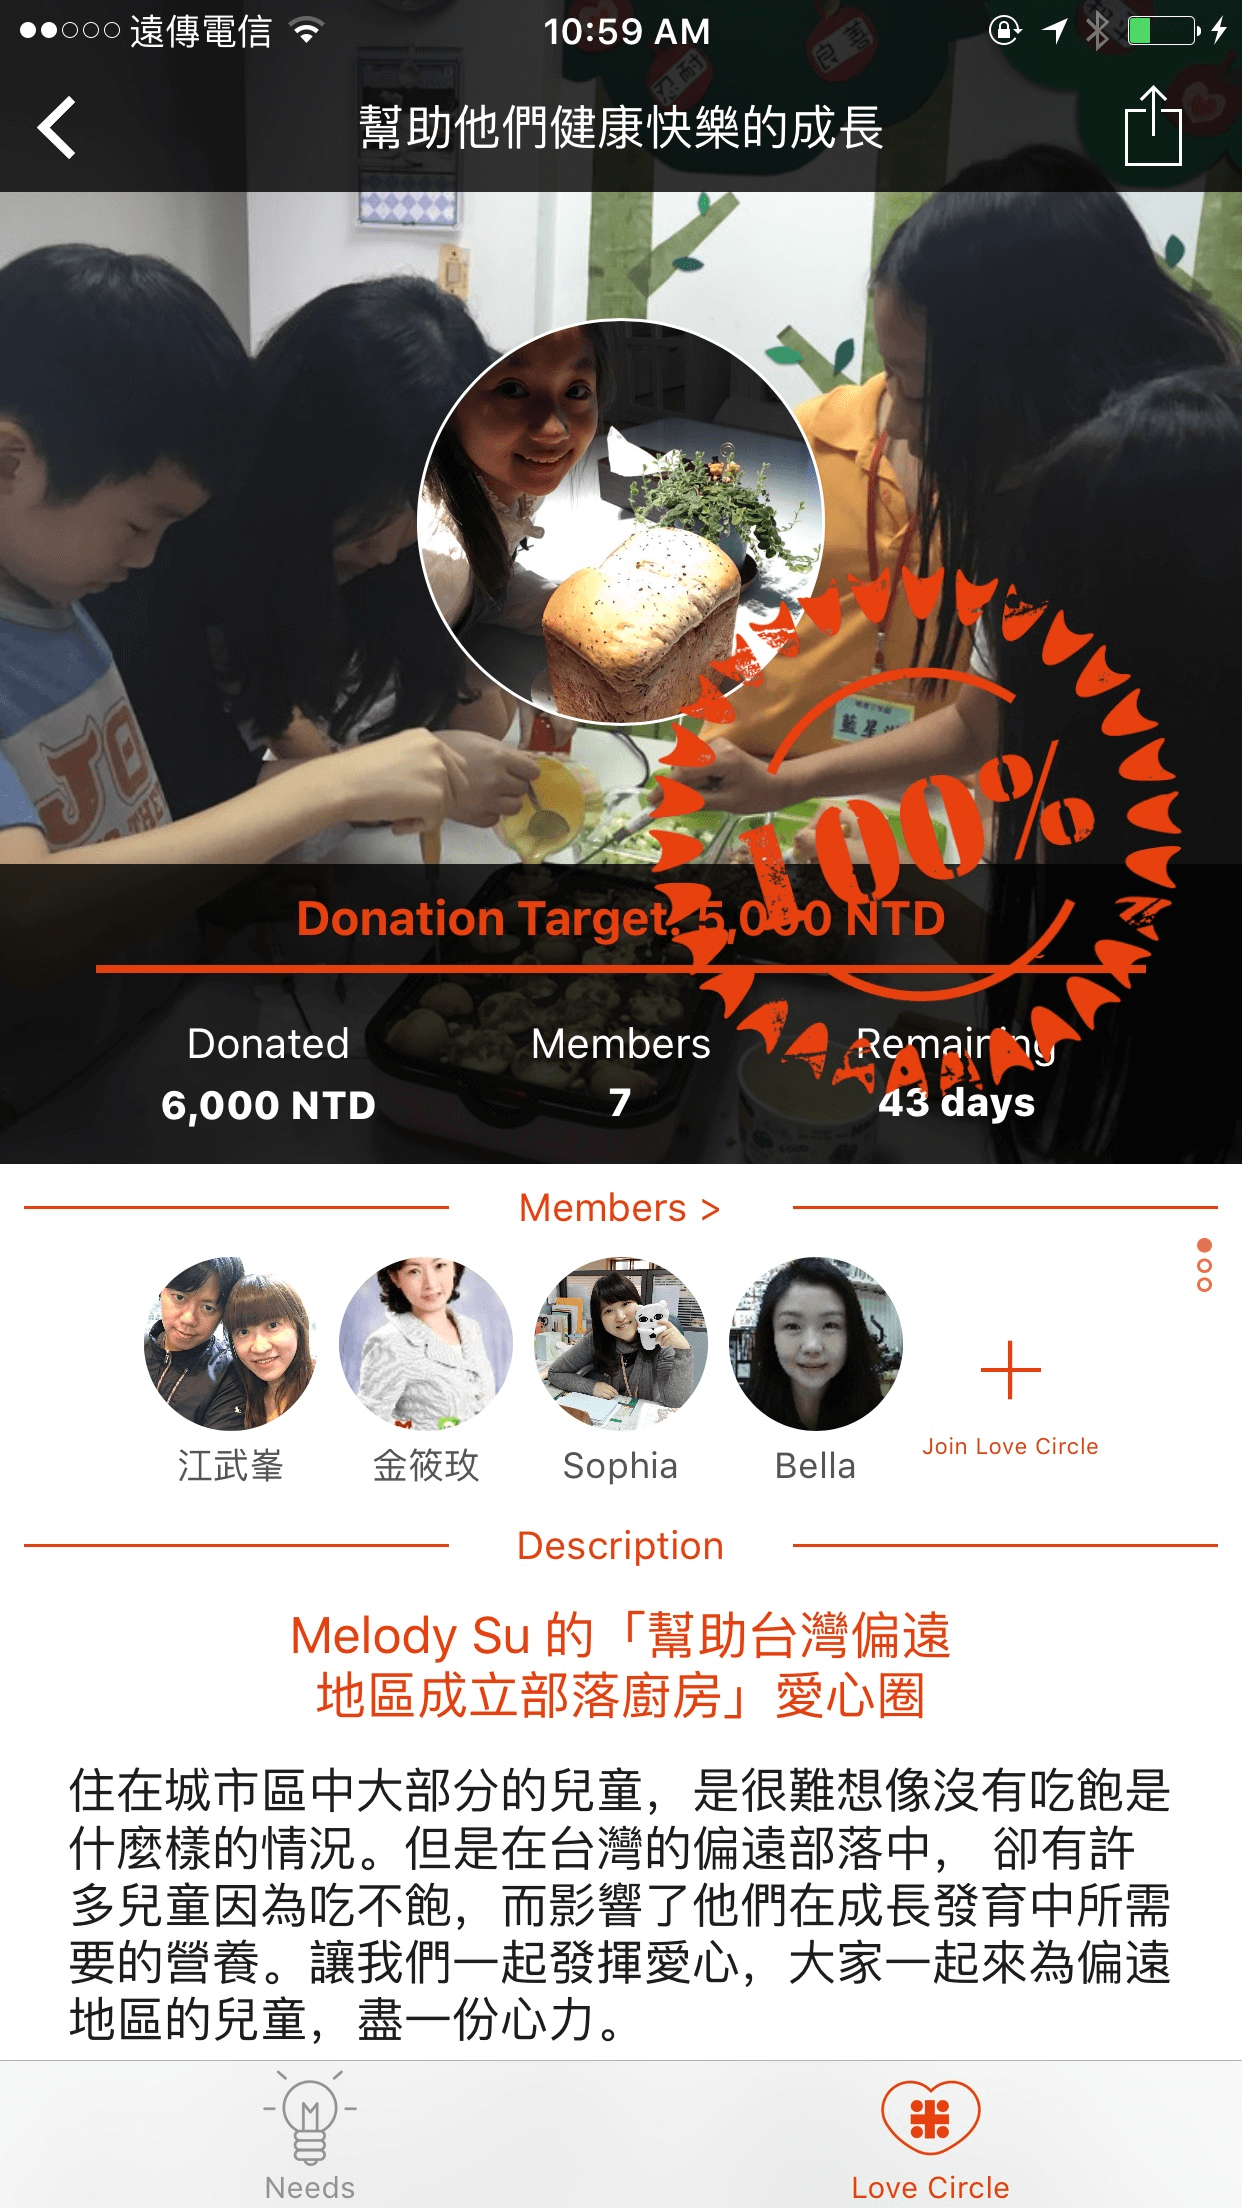 遠傳電信
10:59 AM
幫助他們健康快樂的成長
忍耐
良善
藍星
100%
Donation Target: 5,000 NTD
Donated
Members
Remaining
6,000 NTD
7
43 days
Members >
江武峯
金筱玫
Sophia
Bella
Join Love Circle
Description
Melody Su 的「幫助台灣偏遠
地區成立部落廚房」愛心圈
住在城市區中大部分的兒童，是很難想像沒有吃飽是
什麼樣的情況。但是在台灣的偏遠部落中， 卻有許
多兒童因為吃不飽，而影響了他們在成長發育中所需
要的營養。讓我們一起發揮愛心，大家一起來為偏遠
地區的兒童，盡一份心力。
Needs
Love Circle